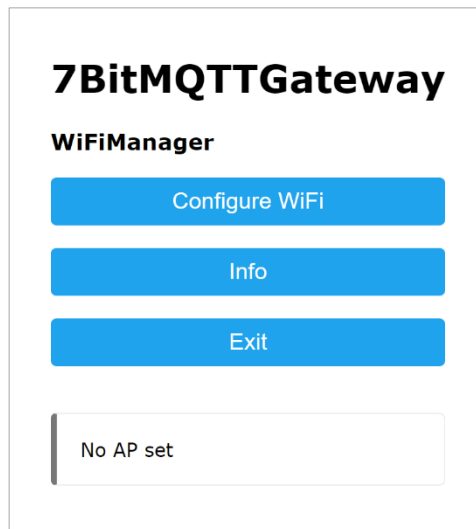 7BitMQTTGateway
WiFiManager
Configure WiFi
Info
Exit
No AP set